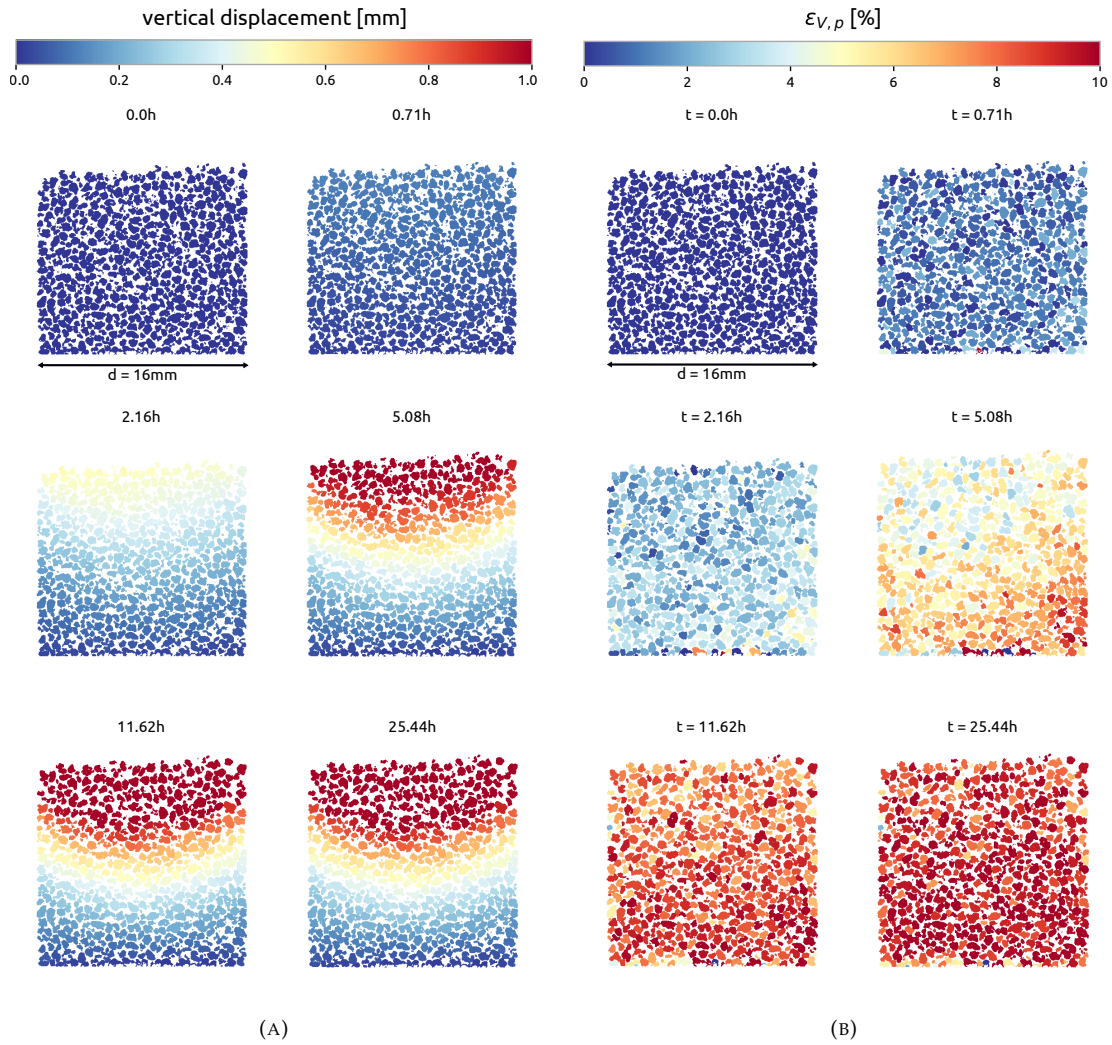 vertical displacement [mm]
0.0 0.2 0.4 0.6 0.8 1.0
0.0h 0.71h
d = 16mm
2.16h 5.08h
11.62h 25.44h
(A)
εV,p [%]
0 2 4 6 8 10
t = 0.0h t = 0.71h
d = 16mm
t = 2.16h t = 5.08h
t = 11.62h t = 25.44h
(B)